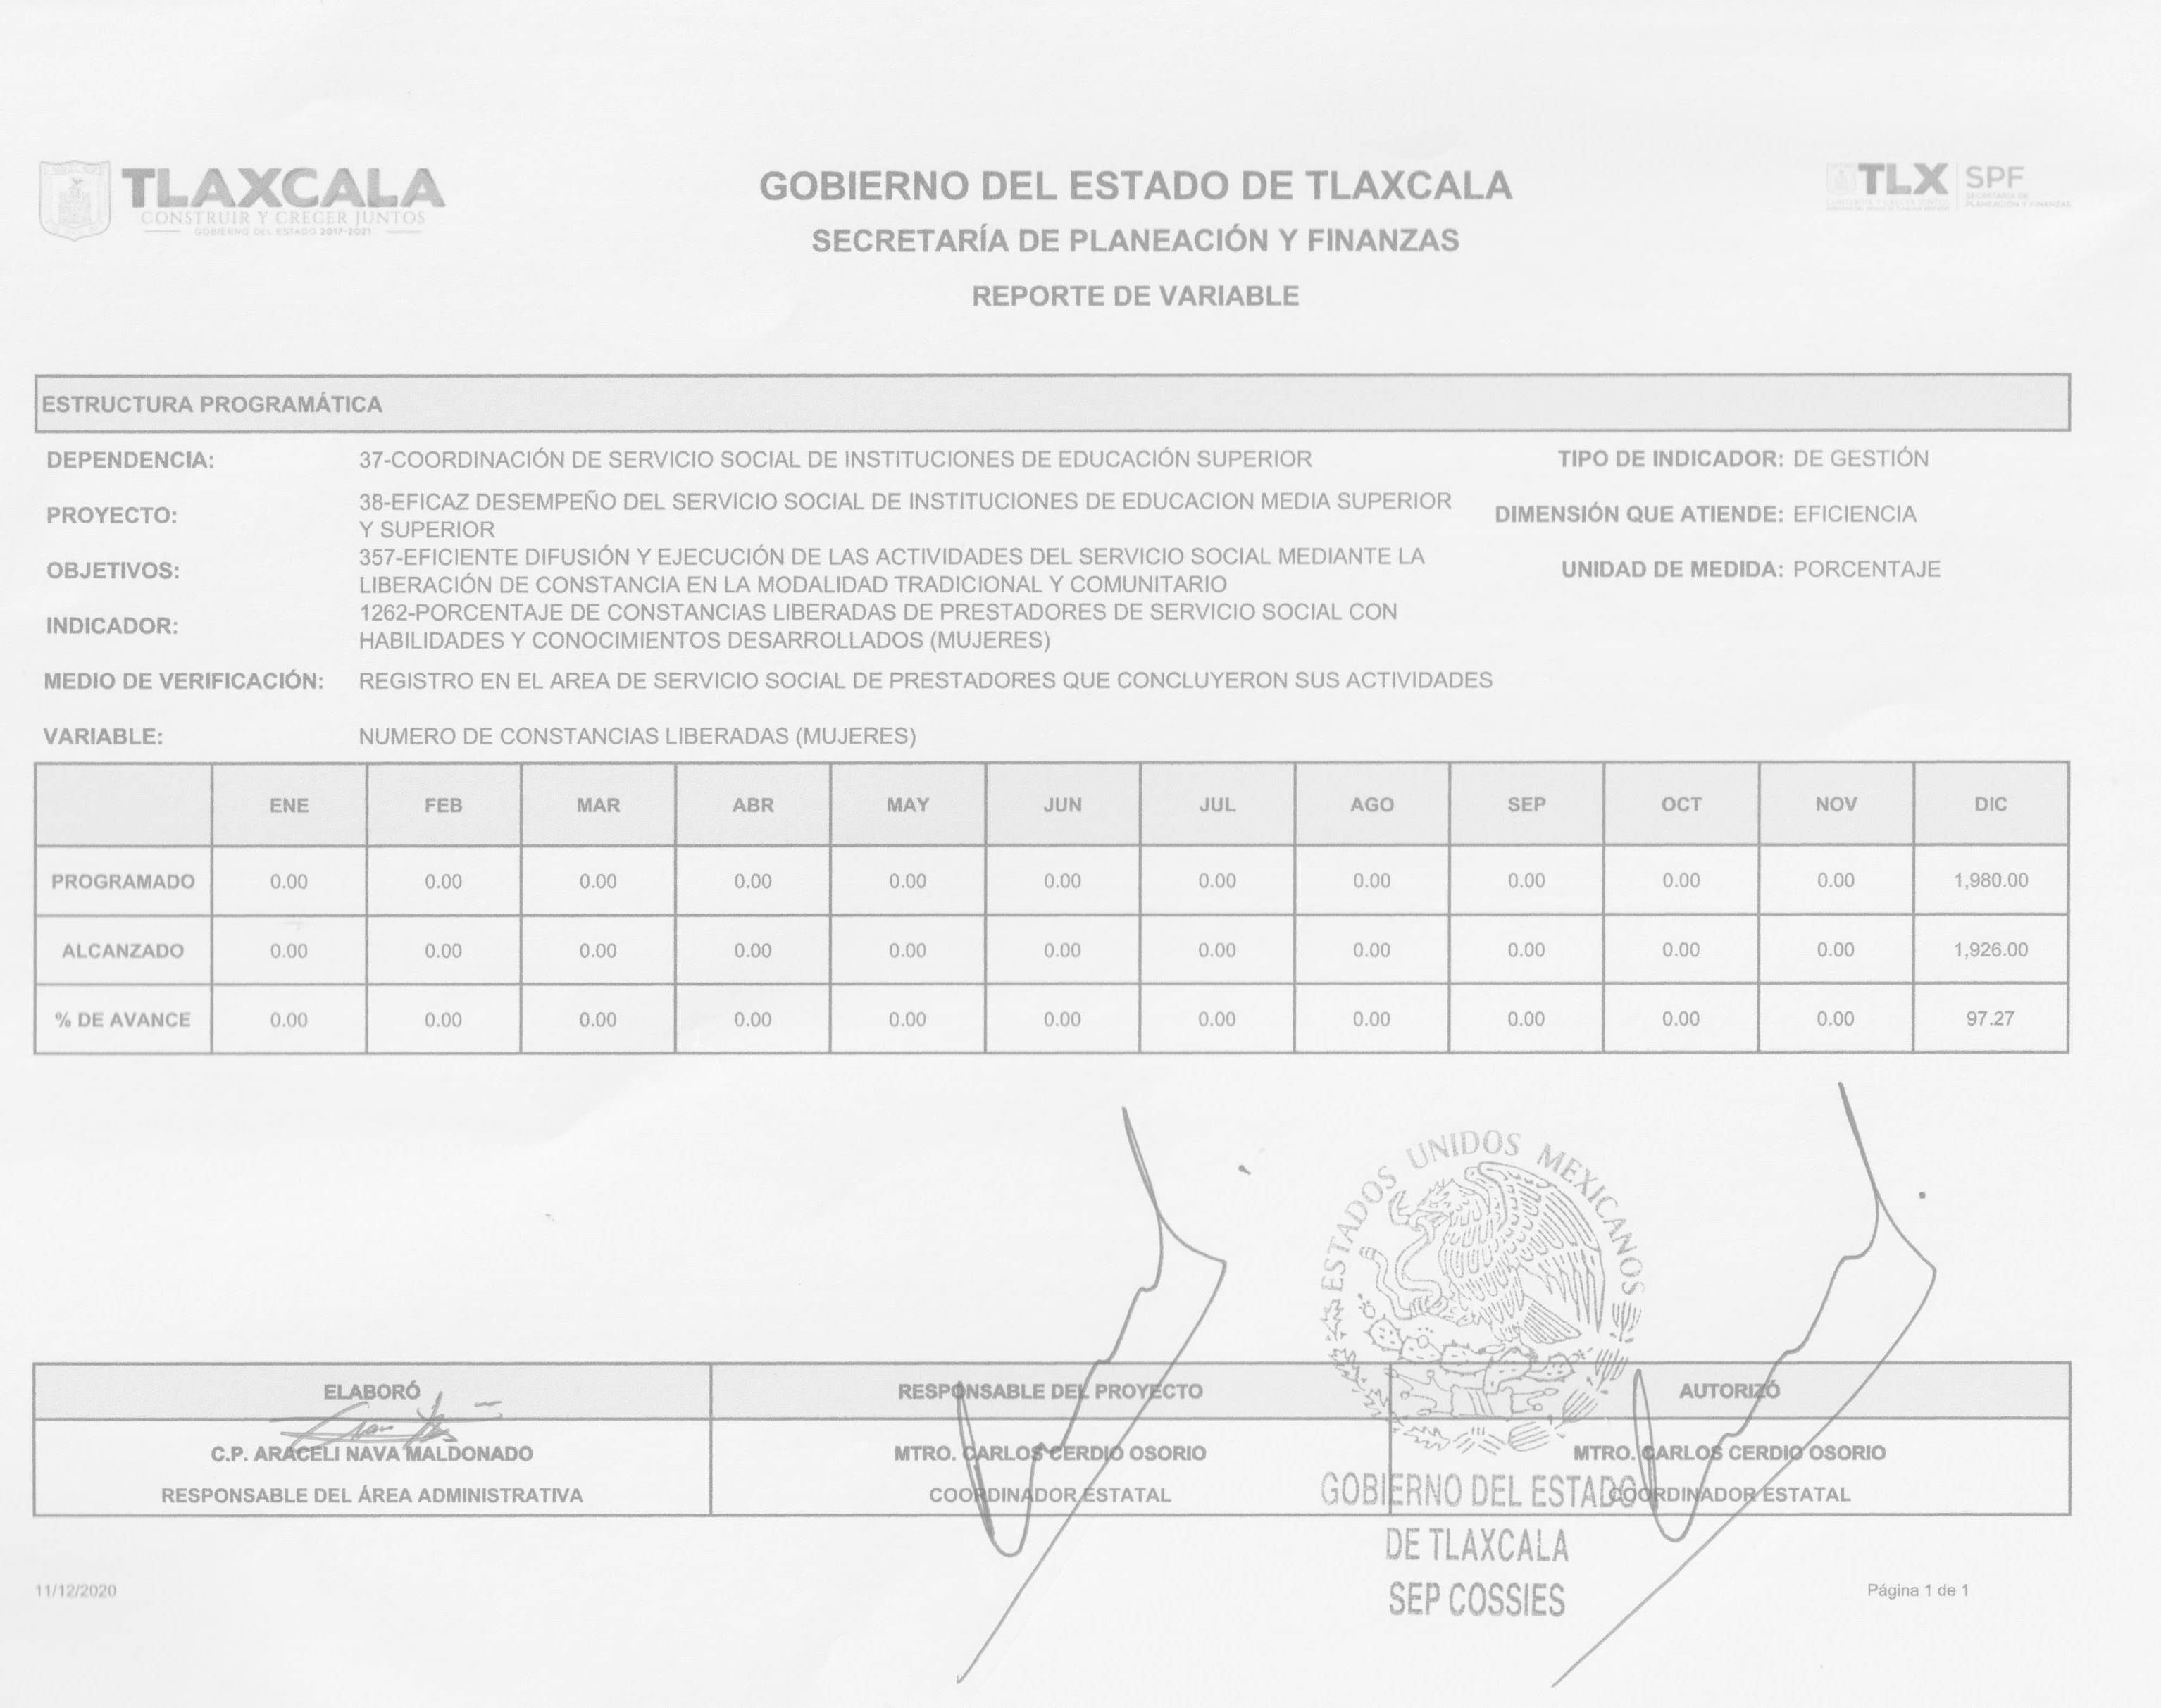 TLAXCALA
CONSTRUIR Y CRECER JUNTOS
GOBIERNO DEL ESTADO 2017-2021
GOBIERNO DEL ESTADO DE TLAXCALA
SECRETARÍA DE PLANEACIÓN Y FINANZAS
REPORTE DE VARIABLE
TLX SPF
SECRETARÍA DE
PLANEACIÓN Y FINANZAS
ESTRUCTURA PROGRAMÁTICA
DEPENDENCIA: 37-COORDINACIÓN DE SERVICIO SOCIAL DE INSTITUCIONES DE EDUCACIÓN SUPERIOR TIPO DE INDICADOR: DE GESTIÓN
PROYECTO: 38-EFICAZ DESEMPEÑO DEL SERVICIO SOCIAL DE INSTITUCIONES DE EDUCACION MEDIA SUPERIOR
Y SUPERIOR
DIMENSIÓN QUE ATIENDE: EFICIENCIA
OBJETIVOS: 357-EFICIENTE DIFUSIÓN Y EJECUCIÓN DE LAS ACTIVIDADES DEL SERVICIO SOCIAL MEDIANTE LA
LIBERACIÓN DE CONSTANCIA EN LA MODALIDAD TRADICIONAL Y COMUNITARIO
UNIDAD DE MEDIDA: PORCENTAJE
INDICADOR: 1262-PORCENTAJE DE CONSTANCIAS LIBERADAS DE PRESTADORES DE SERVICIO SOCIAL CON
HABILIDADES Y CONOCIMIENTOS DESARROLLADOS (MUJERES)
MEDIO DE VERIFICACIÓN: REGISTRO EN EL AREA DE SERVICIO SOCIAL DE PRESTADORES QUE CONCLUYERON SUS ACTIVIDADES
VARIABLE: NUMERO DE CONSTANCIAS LIBERADAS (MUJERES)
ENE FEB MAR ABR MAY JUN JUL AGO SEP OCT NOV DIC
PROGRAMADO 0.00 0.00 0.00 0.00 0.00 0.00 0.00 0.00 0.00 0.00 0.00 1,980.00
ALCANZADO 0.00 0.00 0.00 0.00 0.00 0.00 0.00 0.00 0.00 0.00 0.00 1,926.00
% DE AVANCE 0.00 0.00 0.00 0.00 0.00 0.00 0.00 0.00 0.00 0.00 0.00 97.27
ESTADOS UNIDOS MEXICANOS
ELABORÓ RESPONSABLE DEL PROYECTO AUTORIZÓ
C.P. ARACELI NAVA MALDONADO MTRO. CARLOS CERDIO OSORIO MTRO. CARLOS CERDIO OSORIO
RESPONSABLE DEL ÁREA ADMINISTRATIVA COORDINADOR ESTATAL COORDINADOR ESTATAL
GOBIERNO DEL ESTADO
DE TLAXCALA
SEP COSSIES
11/12/2020 Página 1 de 1